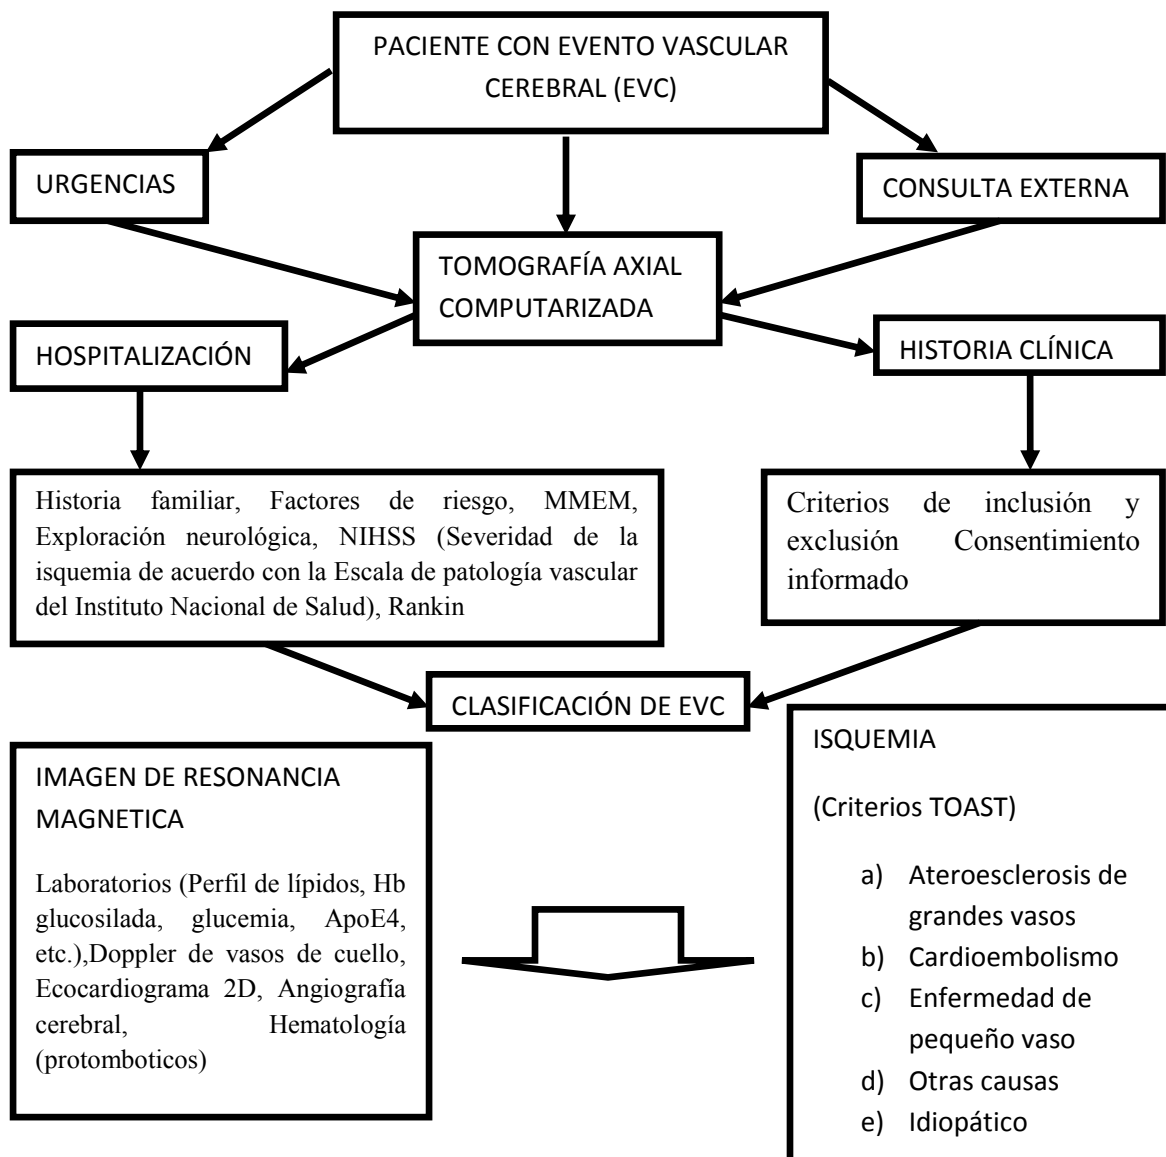 PACIENTE CON EVENTO VASCULAR
CEREBRAL (EVC)
URGENCIAS
CONSULTA EXTERNA
TOMOGRAFÍA AXIAL
COMPUTARIZADA
HOSPITALIZACIÓN
HISTORIA CLÍNICA
Historia familiar, Factores de riesgo, MMEM,
Exploración neurológica, NIHSS (Severidad de la
isquemia de acuerdo con la Escala de patología vascular
del Instituto Nacional de Salud), Rankin
Criterios de inclusión y
exclusión Consentimiento
informado
CLASIFICACIÓN DE EVC
IMAGEN DE RESONANCIA
MAGNETICA
Laboratorios (Perfil de lípidos, Hb
glucosilada, glucemia, ApoE4,
etc.),Doppler de vasos de cuello,
Ecocardiograma 2D, Angiografía
cerebral, Hematología
(protomboticos)
ISQUEMIA
(Criterios TOAST)
a) Ateroesclerosis de
grandes vasos
b) Cardioembolismo
c) Enfermedad de
pequeño vaso
d) Otras causas
e) Idiopático